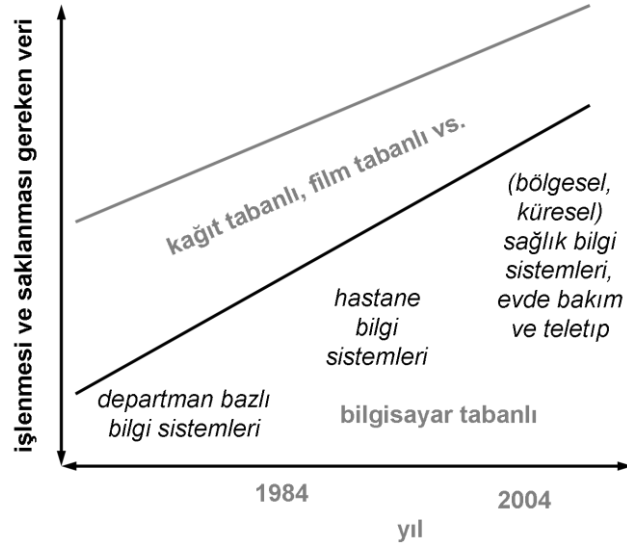 işlenmesi ve saklanması gereken veri
kağıt tabanlı, film tabanlı vs.
(bölgesel,
küresel)
sağlık bilgi
sistemleri,
evde bakım
ve teletıp
hastane
bilgi
sistemleri
departman bazlı
bilgi sistemleri
bilgisayar tabanlı
1984
2004
yıl